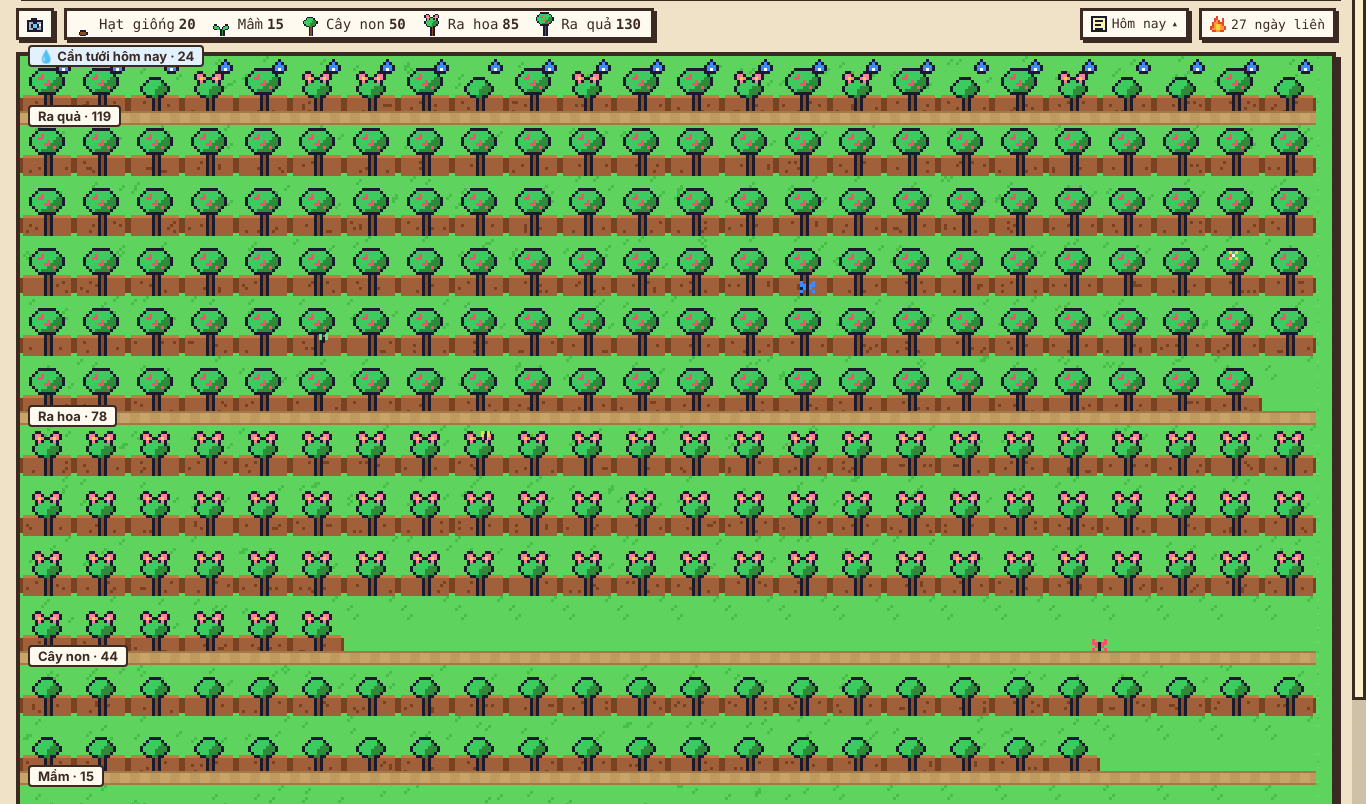 Hạt giống 20 Mầm 15 Cây non 50 Ra hoa 85 Ra quả 130
Hôm nay
27 ngày liền
Cần tưới hôm nay · 24
Ra quả · 119
Ra hoa · 78
Cây non · 44
Mầm · 15